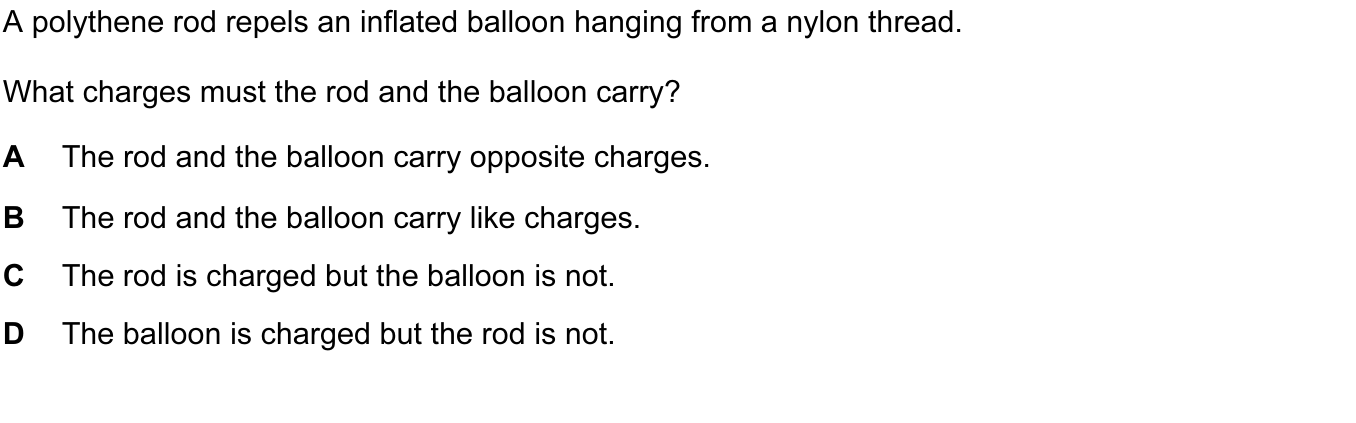 A polythene rod repels an inflated balloon hanging from a nylon thread.
What charges must the rod and the balloon carry?
A The rod and the balloon carry opposite charges.
B The rod and the balloon carry like charges.
C The rod is charged but the balloon is not.
D The balloon is charged but the rod is not.